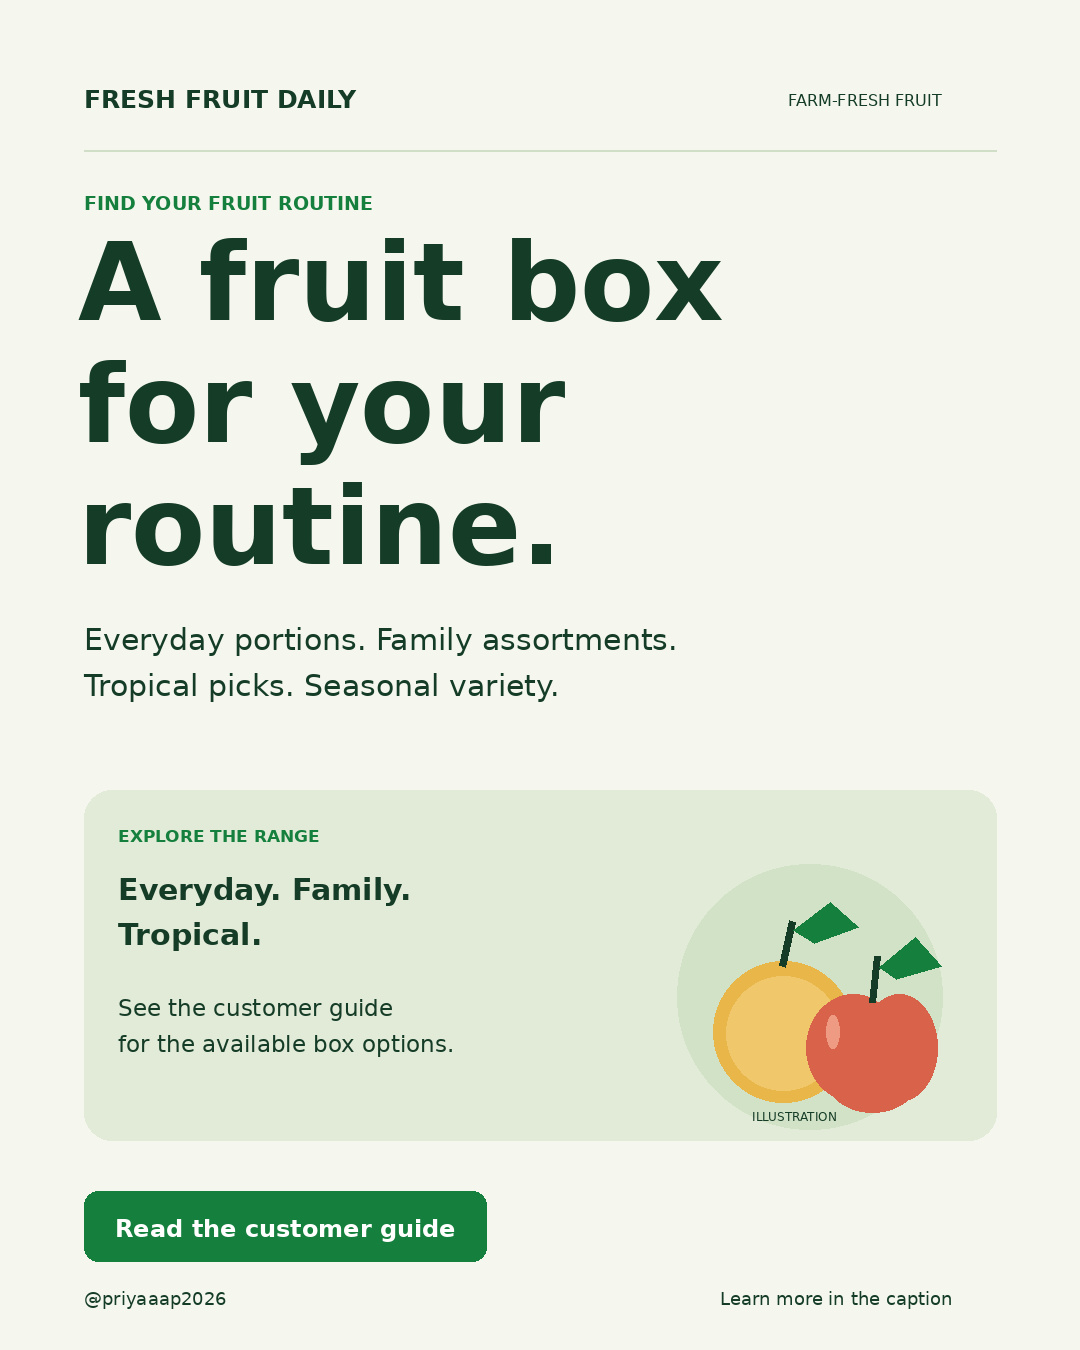 FRESH FRUIT DAILY
FARM-FRESH FRUIT
FIND YOUR FRUIT ROUTINE
A fruit box
for your
routine.
Everyday portions. Family assortments.
Tropical picks. Seasonal variety.
EXPLORE THE RANGE
Everyday. Family.
Tropical.
See the customer guide
for the available box options.
ILLUSTRATION
Read the customer guide
@priyaaap2026
Learn more in the caption